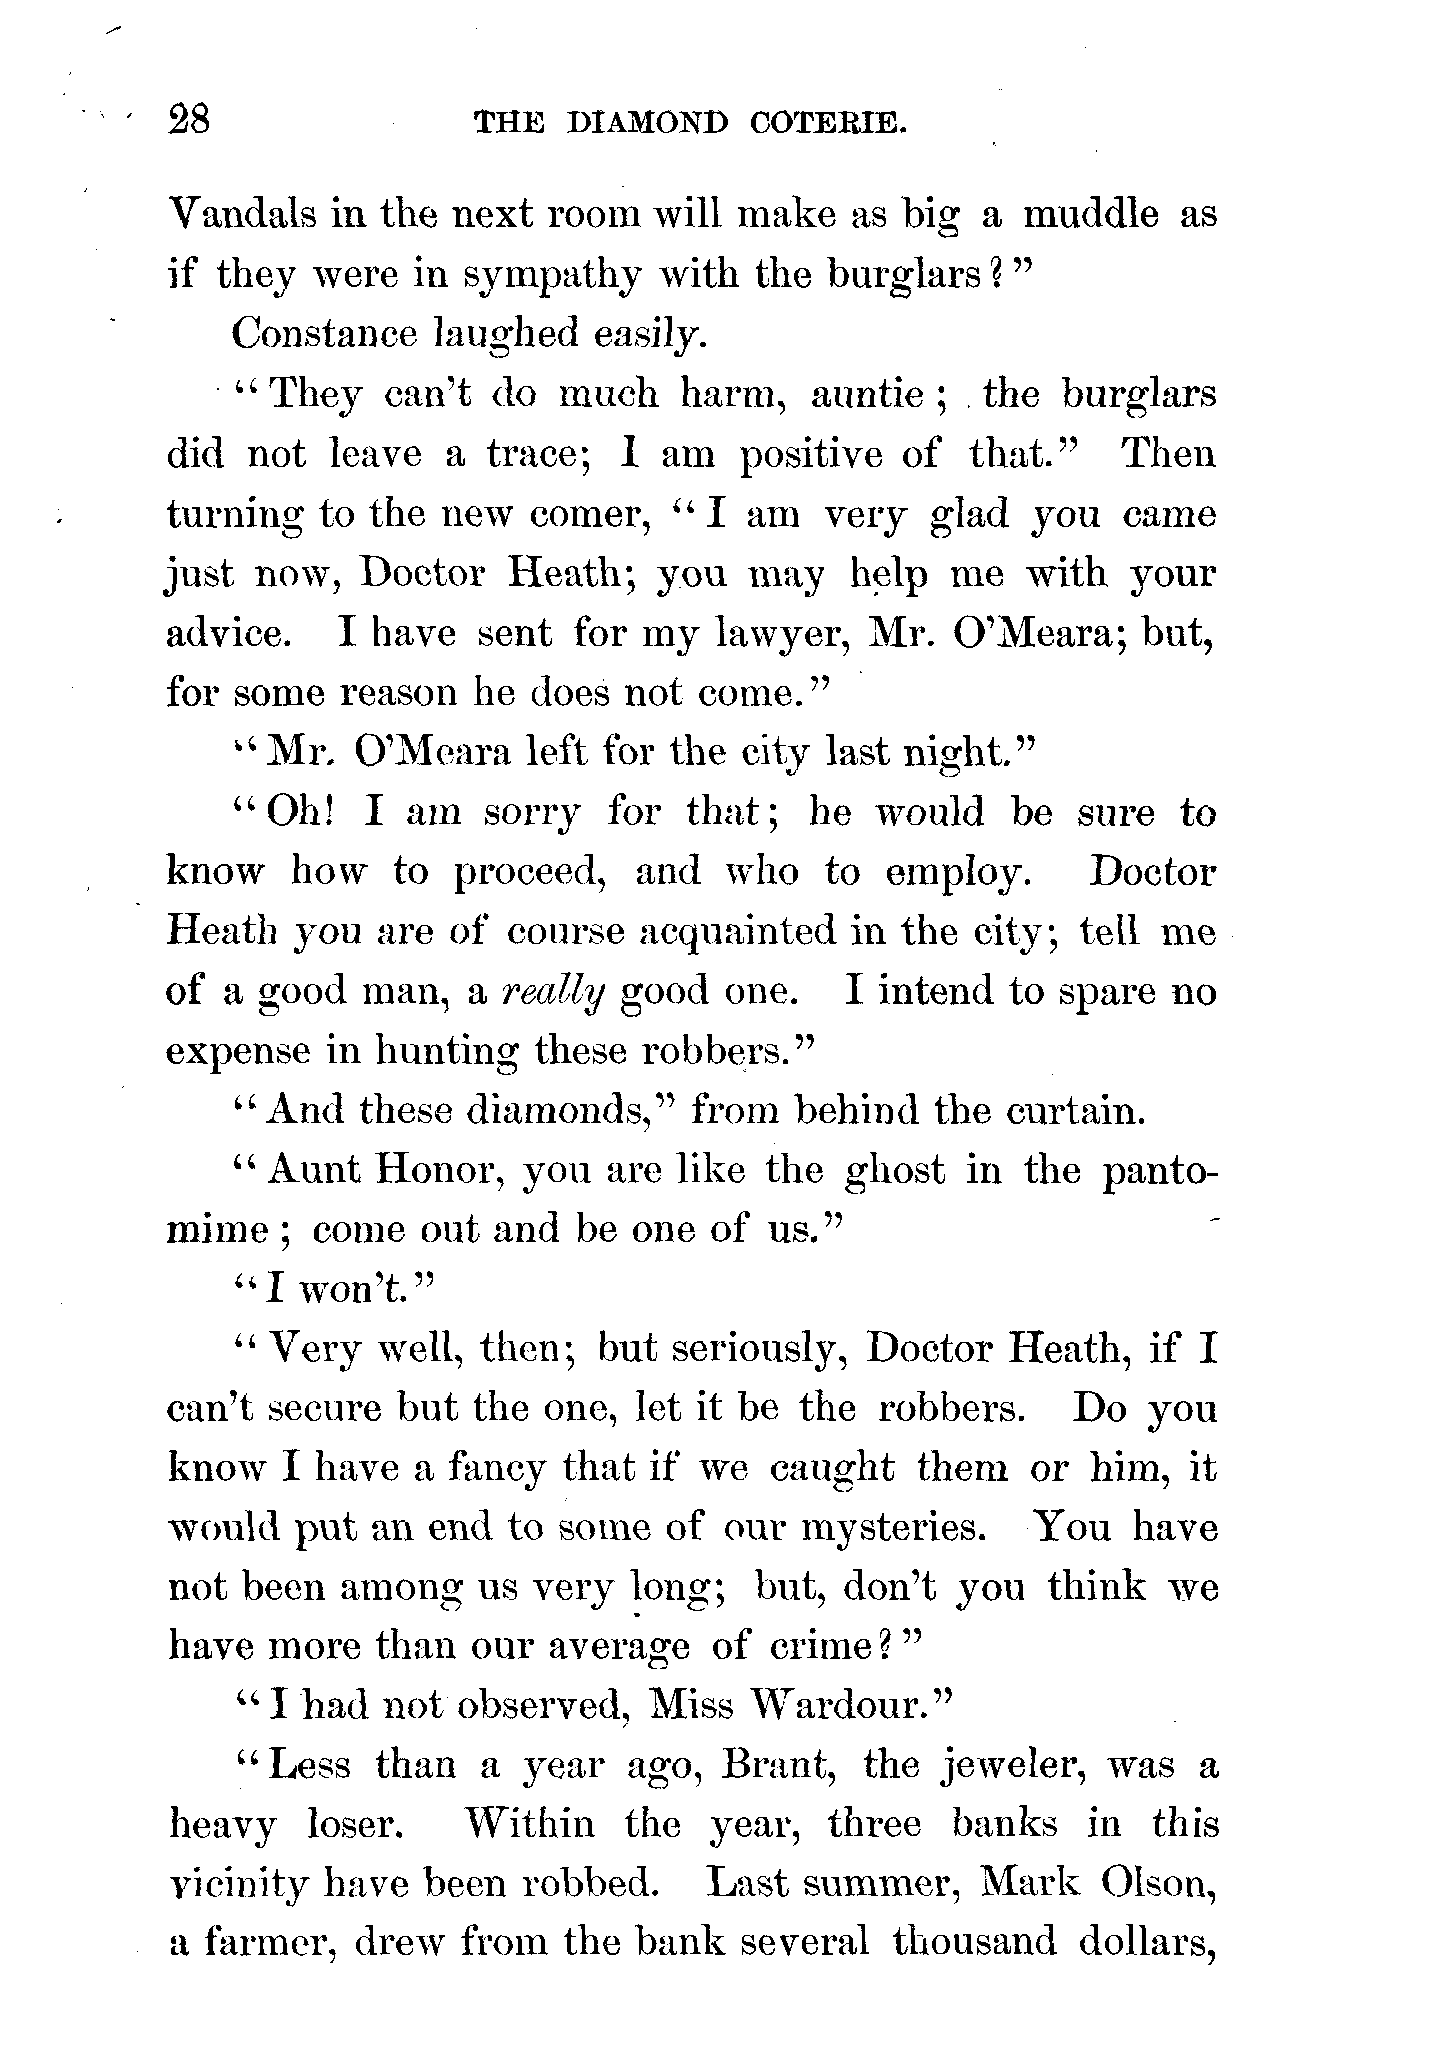 28 THE DIAMOND COTERIE.
Vandals in the next room will make as big a muddle as
if they were in sympathy with the burglars?"
Constance laughed easily.
"They can't do much harm, auntie; the burglars
did not leave a trace; I am positive of that." Then
turning to the new comer, "I am very glad you came
just now, Doctor Heath; you may help me with your
advice. I have sent for my lawyer, Mr. O'Meara; but,
for some reason he does not come."
"Mr. O'Meara left for the city last night."
"Oh! I am sorry for that; he would be sure to
know how to proceed, and who to employ. Doctor
Heath you are of course acquainted in the city; tell me
of a good man, a really good one. I intend to spare no
expense in hunting these robbers."
"And these diamonds," from behind the curtain.
"Aunt Honor, you are like the ghost in the panto-
mime; come out and be one of us."
"I won't."
"Very well, then; but seriously, Doctor Heath, if I
can't secure but the one, let it be the robbers. Do you
know I have a fancy that if we caught them or him, it
would put an end to some of our mysteries. You have
not been among us very long; but, don't you think we
have more than our average of crime?"
"I had not observed, Miss Wardour."
"Less than a year ago, Brant, the jeweler, was a
heavy loser. Within the year, three banks in this
vicinity have been robbed. Last summer, Mark Olson,
a farmer, drew from the bank several thousand dollars,